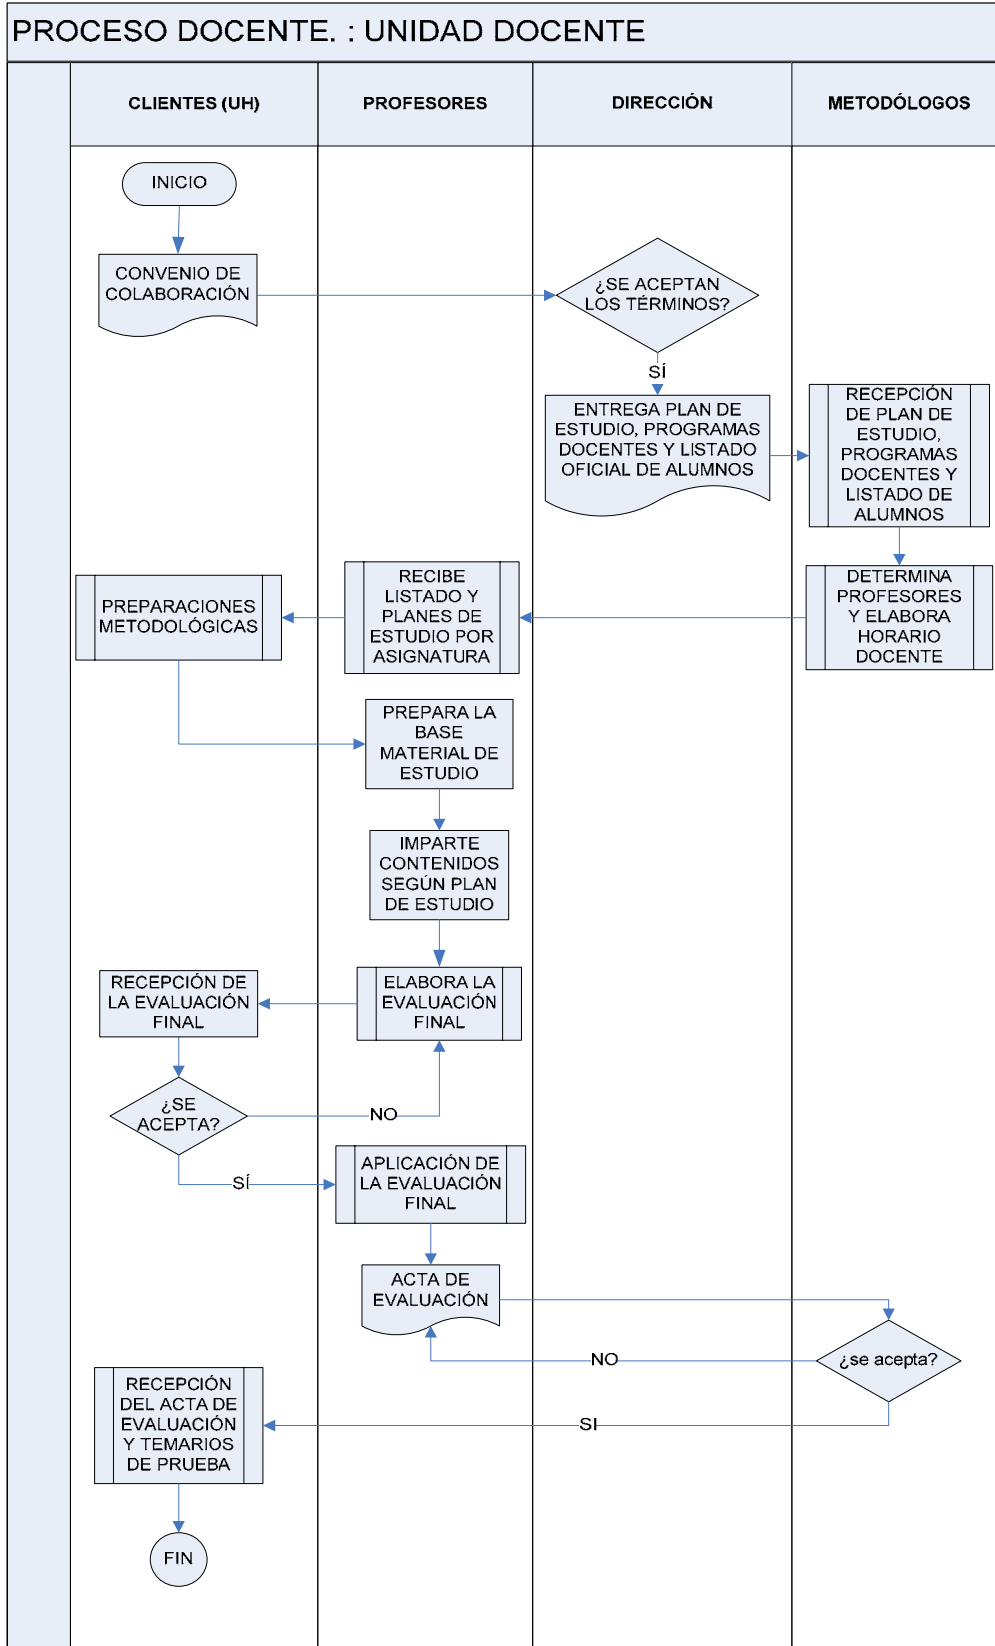 PROCESO DOCENTE. : UNIDAD DOCENTE
CLIENTES (UH)
PROFESORES
DIRECCIÓN
METODÓLOGOS
INICIO
CONVENIO DE
COLABORACIÓN
¿SE ACEPTAN
LOS TÉRMINOS?
SÍ
ENTREGA PLAN DE
ESTUDIO, PROGRAMAS
DOCENTES Y LISTADO
OFICIAL DE ALUMNOS
RECEPCIÓN
DE PLAN DE
ESTUDIO,
PROGRAMAS
DOCENTES Y
LISTADO DE
ALUMNOS
DETERMINA
PROFESORES
Y ELABORA
HORARIO
DOCENTE
RECIBE
LISTADO Y
PLANES DE
ESTUDIO POR
ASIGNATURA
PREPARACIONES
METODOLÓGICAS
PREPARA LA
BASE
MATERIAL DE
ESTUDIO
IMPARTE
CONTENIDOS
SEGÚN PLAN
DE ESTUDIO
ELABORA LA
EVALUACIÓN
FINAL
RECEPCIÓN DE
LA EVALUACIÓN
FINAL
¿SE
ACEPTA?
NO
SÍ
APLICACIÓN DE
LA EVALUACIÓN
FINAL
ACTA DE
EVALUACIÓN
¿se acepta?
NO
SI
RECEPCIÓN
DEL ACTA DE
EVALUACIÓN
Y TEMARIOS
DE PRUEBA
FIN